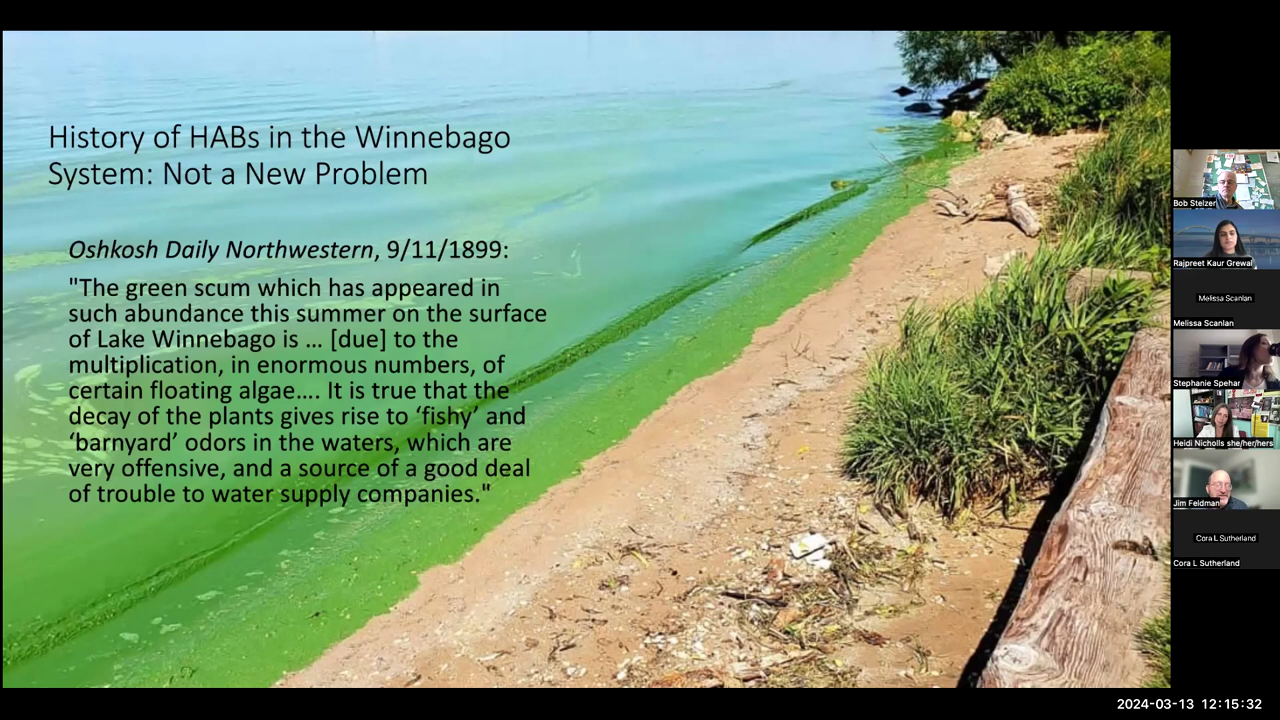 History of HABs in the Winnebago
System: Not a New Problem
Oshkosh Daily Northwestern, 9/11/1899:
"The green scum which has appeared in
such abundance this summer on the surface
of Lake Winnebago is ... [due] to the
multiplication, in enormous numbers, of
certain floating algae.... It is true that the
decay of the plants gives rise to ‘fishy’ and
‘barnyard’ odors in the waters, which are
very offensive, and a source of a good deal
of trouble to water supply companies."
Bob Stelzer
Rajpreet Kaur Grewal
Melissa Scanlan
Melissa Scanlan
Stephanie Spehar
Heidi Nicholls she/her/hers
Jim Feldman
Cora L Sutherland
Cora L Sutherland
2024-03-13 12:15:32